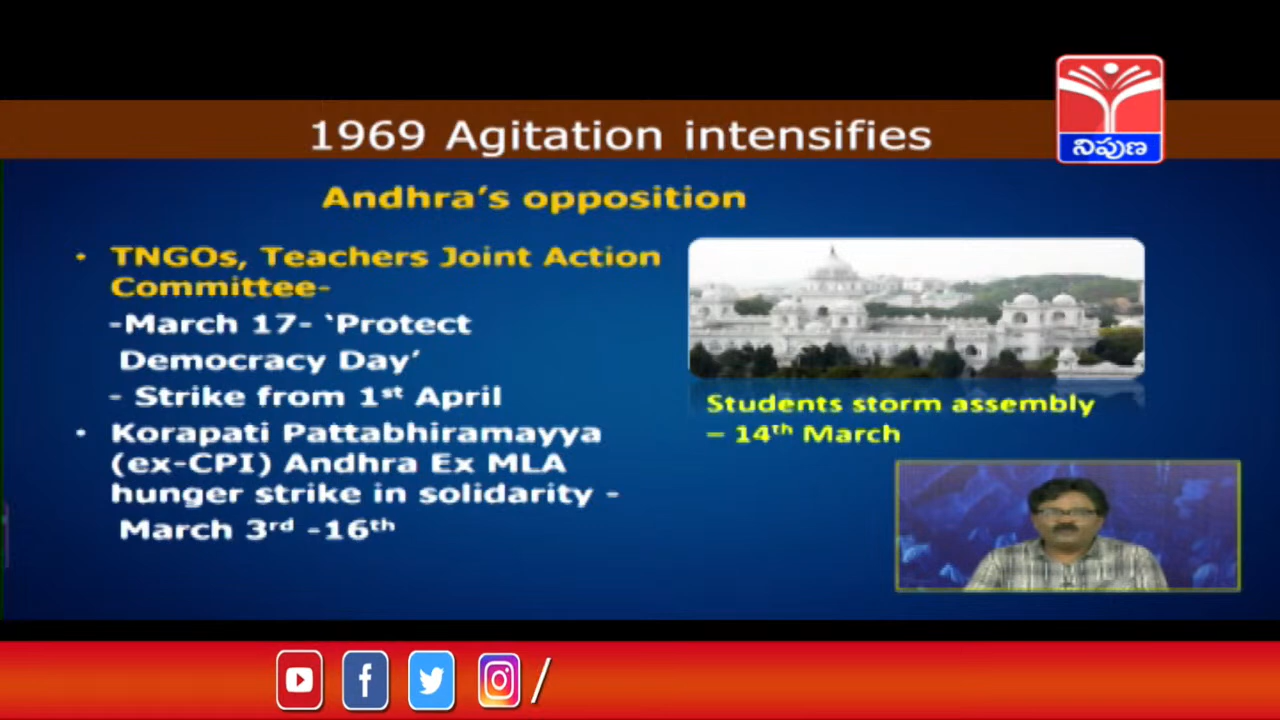 1969 Agitation intensifies
నిపుణ
Andhra's opposition
• TNGOs, Teachers Joint Action
Committee-
-March 17- ‘Protect
Democracy Day’
- Strike from 1st April
• Korapati Pattabhiramayya
(ex-CPI) Andhra Ex MLA
hunger strike in solidarity -
March 3rd -16th
Students storm assembly
– 14th March
/